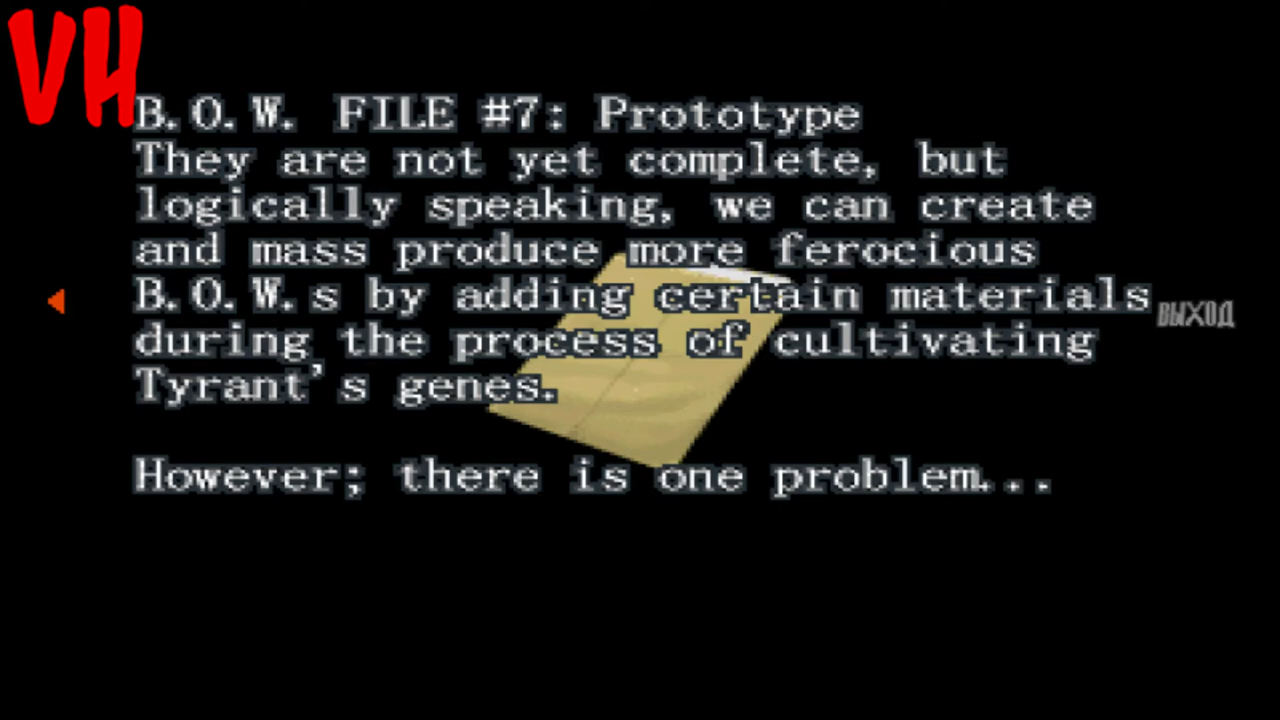 VH
B.O.W. FILE #7: Prototype
They are not yet complete, but
logically speaking, we can create
and mass produce more ferocious
B.O.W.s by adding certain materials
ВЫХОД
during the process of cultivating
Tyrant's genes.
However; there is one problem...